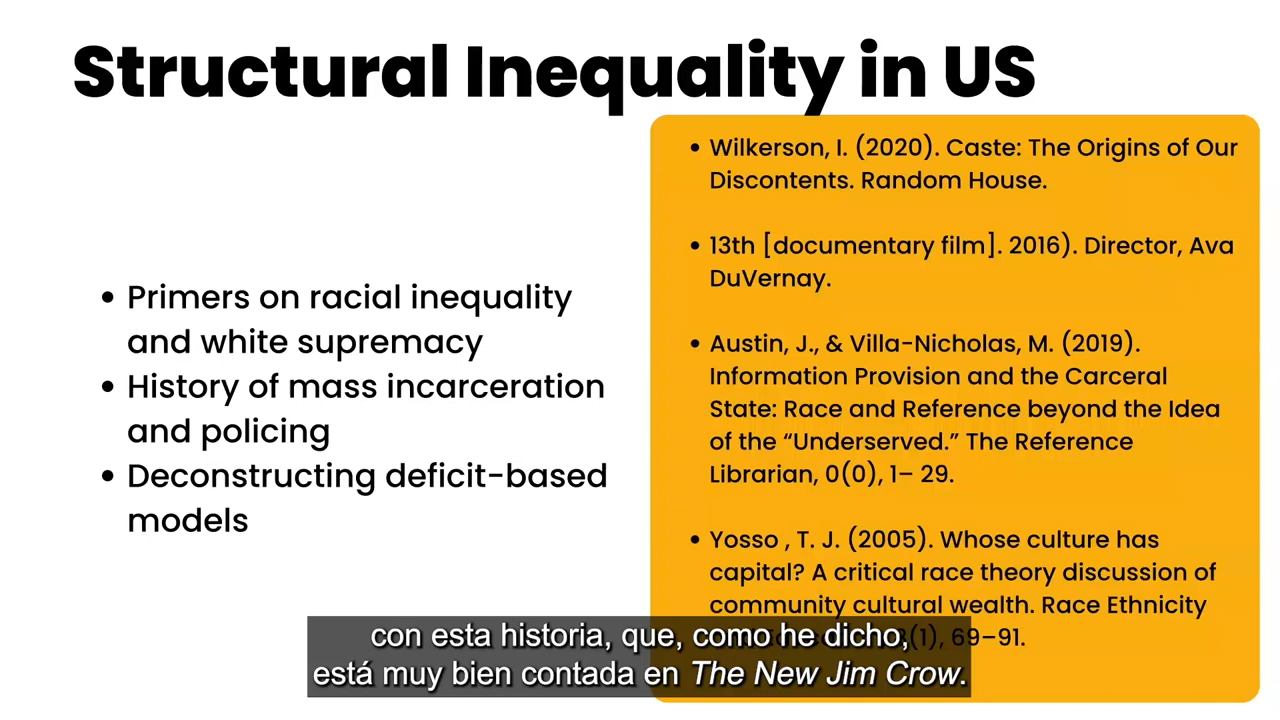 Structural Inequality in US
• Primers on racial inequality
and white supremacy
• History of mass incarceration
and policing
• Deconstructing deficit-based
models
• Wilkerson, I. (2020). Caste: The Origins of Our
Discontents. Random House.
• 13th [documentary film]. 2016). Director, Ava
DuVernay.
• Austin, J., & Villa-Nicholas, M. (2019).
Information Provision and the Carceral
State: Race and Reference beyond the Idea
of the “Underserved.” The Reference
Librarian, 0(0), 1– 29.
• Yosso , T. J. (2005). Whose culture has
capital? A critical race theory discussion of
community cultural wealth. Race Ethnicity
(1), 69–91.
con esta historia, que, como he dicho,
está muy bien contada en The New Jim Crow.